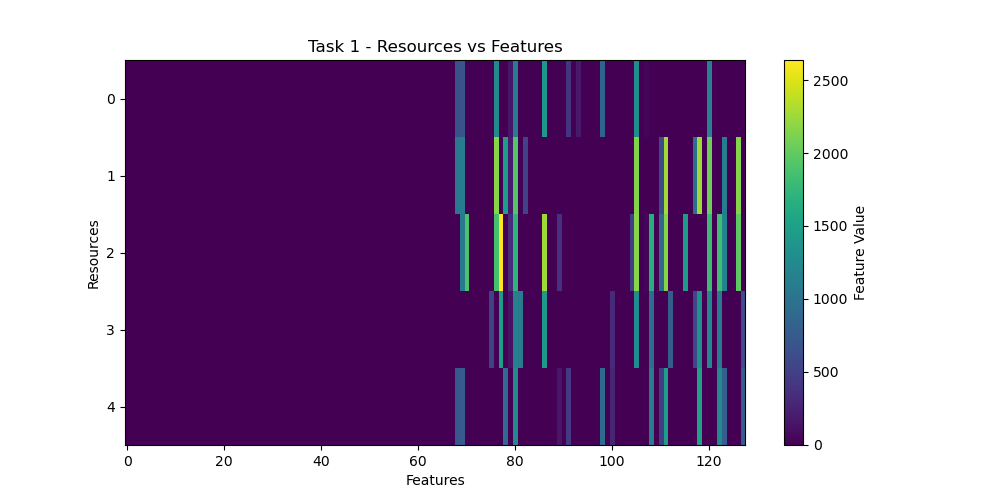 Task 1 - Resources vs Features
Resources
0
1
2
3
4
0 20 40 60 80 100 120
Features
2500
2000
1500
1000
500
0
Feature Value